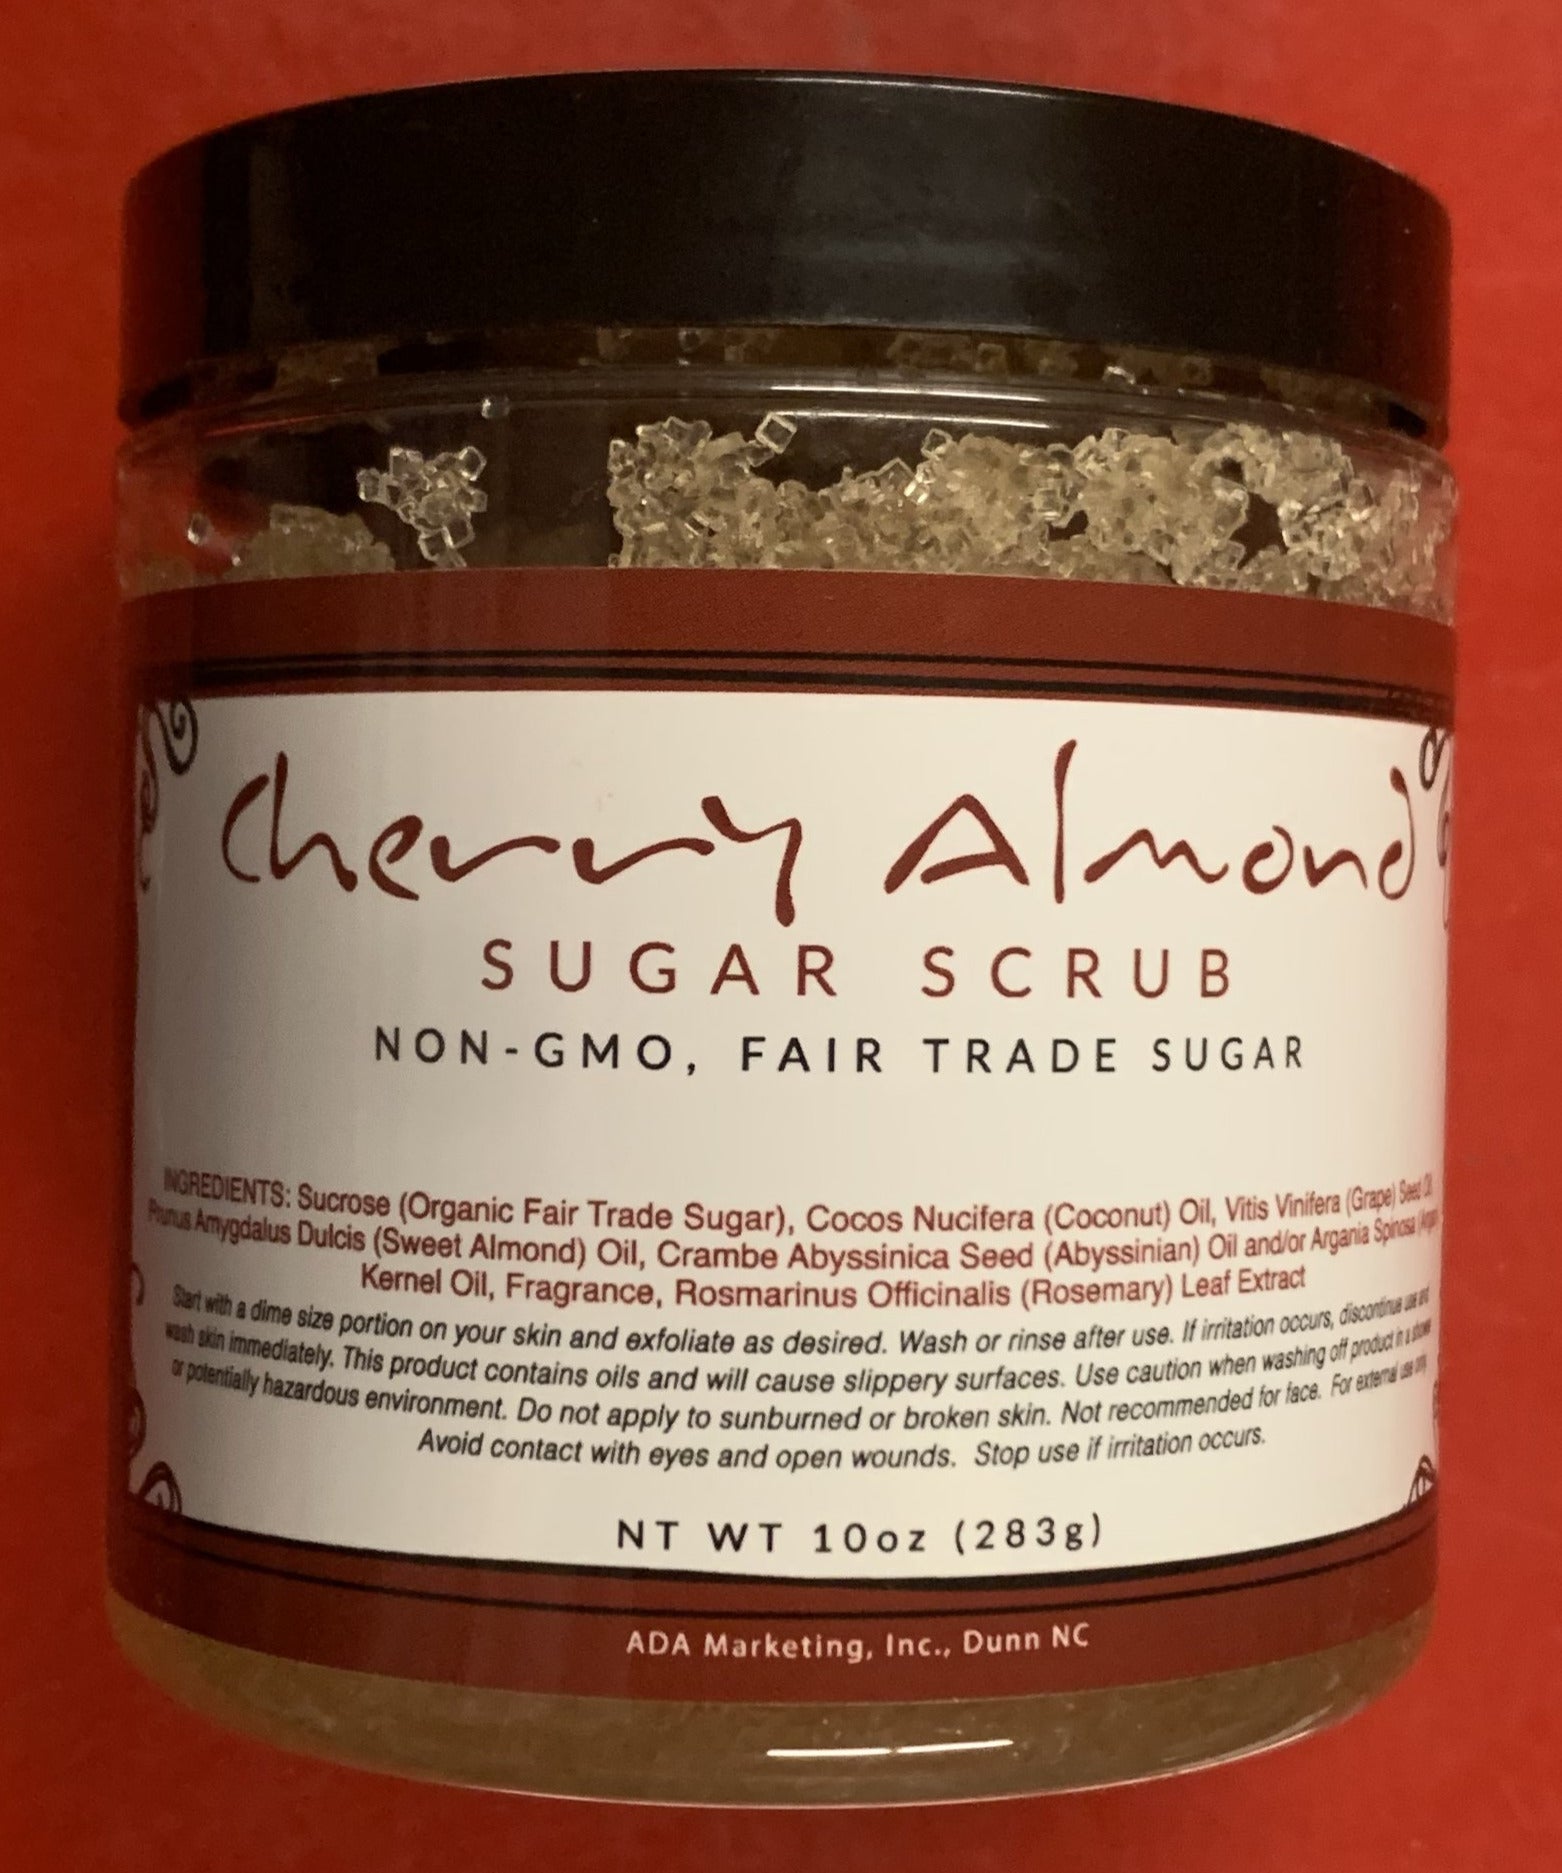 Cherry Almond
SUGAR SCRUB
NON-GMO, FAIR TRADE SUGAR
INGREDIENTS: Sucrose (Organic Fair Trade Sugar), Cocos Nucifera (Coconut) Oil, Vitis Vinifera (Grape) Seed Oil
Prunus Amygdalus Dulcis (Sweet Almond) Oil, Crambe Abyssinica Seed (Abyssinian) Oil and/or Argania Spinosa
Kernel Oil, Fragrance, Rosmarinus Officinalis (Rosemary) Leaf Extract
Start with a dime size portion on your skin and exfoliate as desired. Wash or rinse after use. If irritation occurs, discontinue use and
wash skin immediately. This product contains oils and will cause slippery surfaces. Use caution when washing off product in a shower
or potentially hazardous environment. Do not apply to sunburned or broken skin. Not recommended for face. For external use only
Avoid contact with eyes and open wounds. Stop use if irritation occurs.
NT WT 10oz (283g)
ADA Marketing, Inc., Dunn NC